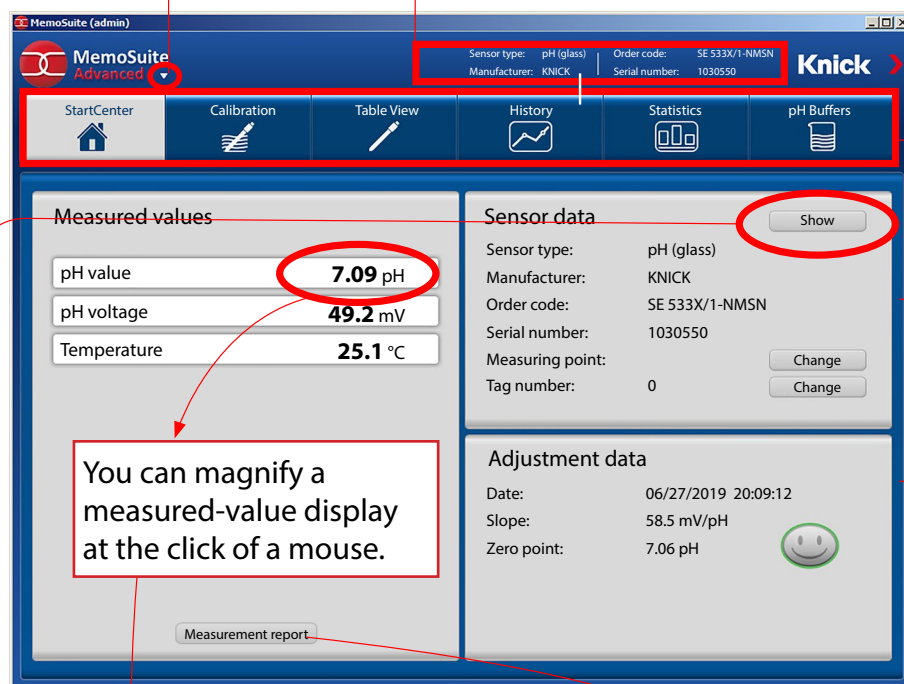 MemoSuite (admin)
MemoSuite
Advanced
Sensor type: pH (glass) Order code: SE 533X/1-NMSN
Manufacturer: KNICK Serial number: 1030550
Knick
StartCenter Calibration Table View History Statistics pH Buffers
Measured values
pH value 7.09 pH
pH voltage 49.2 mV
Temperature 25.1 °C
You can magnify a
measured-value display
at the click of a mouse.
Measurement report
Sensor data Show
Sensor type: pH (glass)
Manufacturer: KNICK
Order code: SE 533X/1-NMSN
Serial number: 1030550
Measuring point: Change
Tag number: 0 Change
Adjustment data
Date: 06/27/2019 20:09:12
Slope: 58.5 mV/pH
Zero point: 7.06 pH